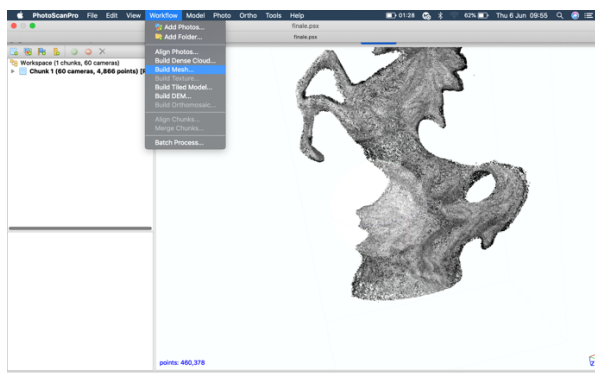 PhotoScanPro File Edit View Workflow Model Photo Ortho Tools Help 01:28 62% Thu 6 Jun 09:55
finale.psx
finale.psx
Add Photos...
Add Folder...
Align Photos...
Build Dense Cloud...
Build Mesh...
Build Texture...
Build Tiled Model...
Build DEM...
Build Orthomosaic...
Align Chunks...
Merge Chunks...
Batch Process...
Workspace (1 chunks, 60 cameras)
Chunk 1 (60 cameras, 4,866 points) [R
points: 460,378